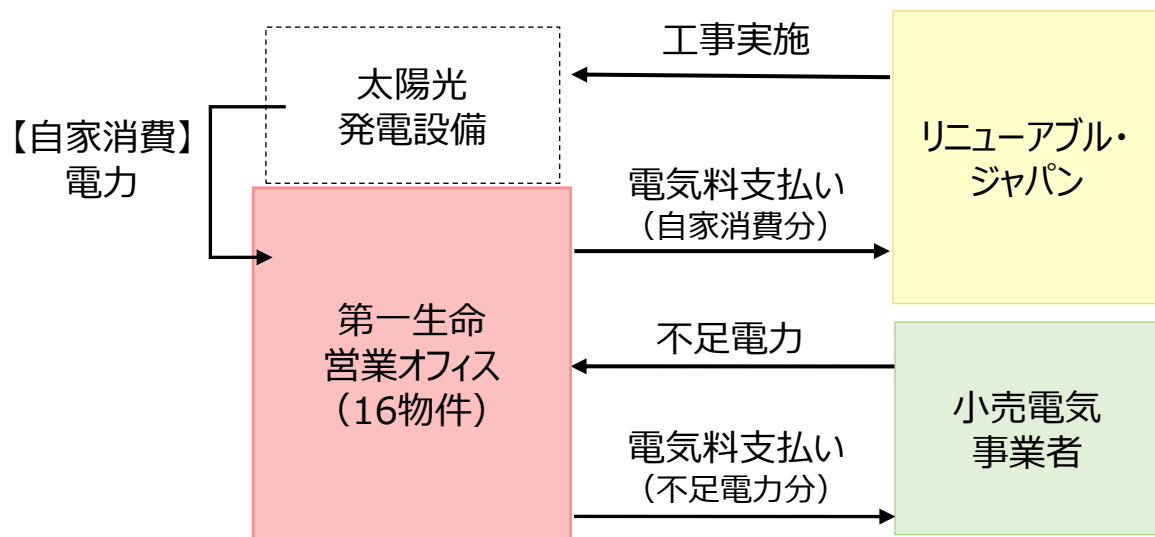 工事実施
太陽光
発電設備
【自家消費】
電力
リニューアブル・
ジャパン
電気料支払い
（自家消費分）
第一生命
営業オフィス
（16物件）
不足電力
小売電気
事業者
電気料支払い
（不足電力分）